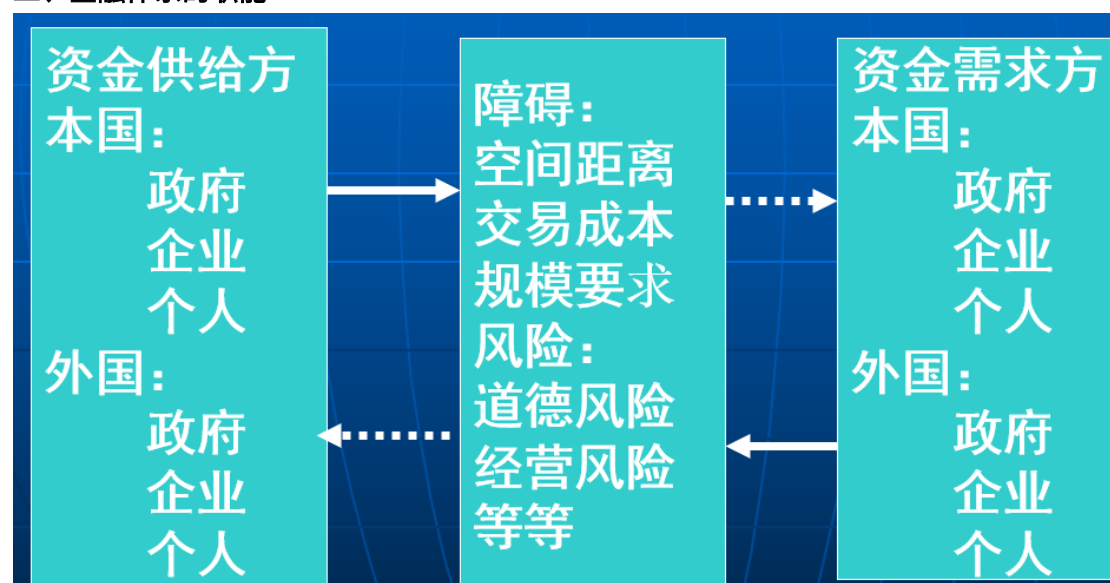 资金供给方
本国：
政府
企业
个人
外国：
政府
企业
个人
障碍：
空间距离
交易成本
规模要求
风险：
道德风险
经营风险
等等
资金需求方
本国：
政府
企业
个人
外国：
政府
企业
个人